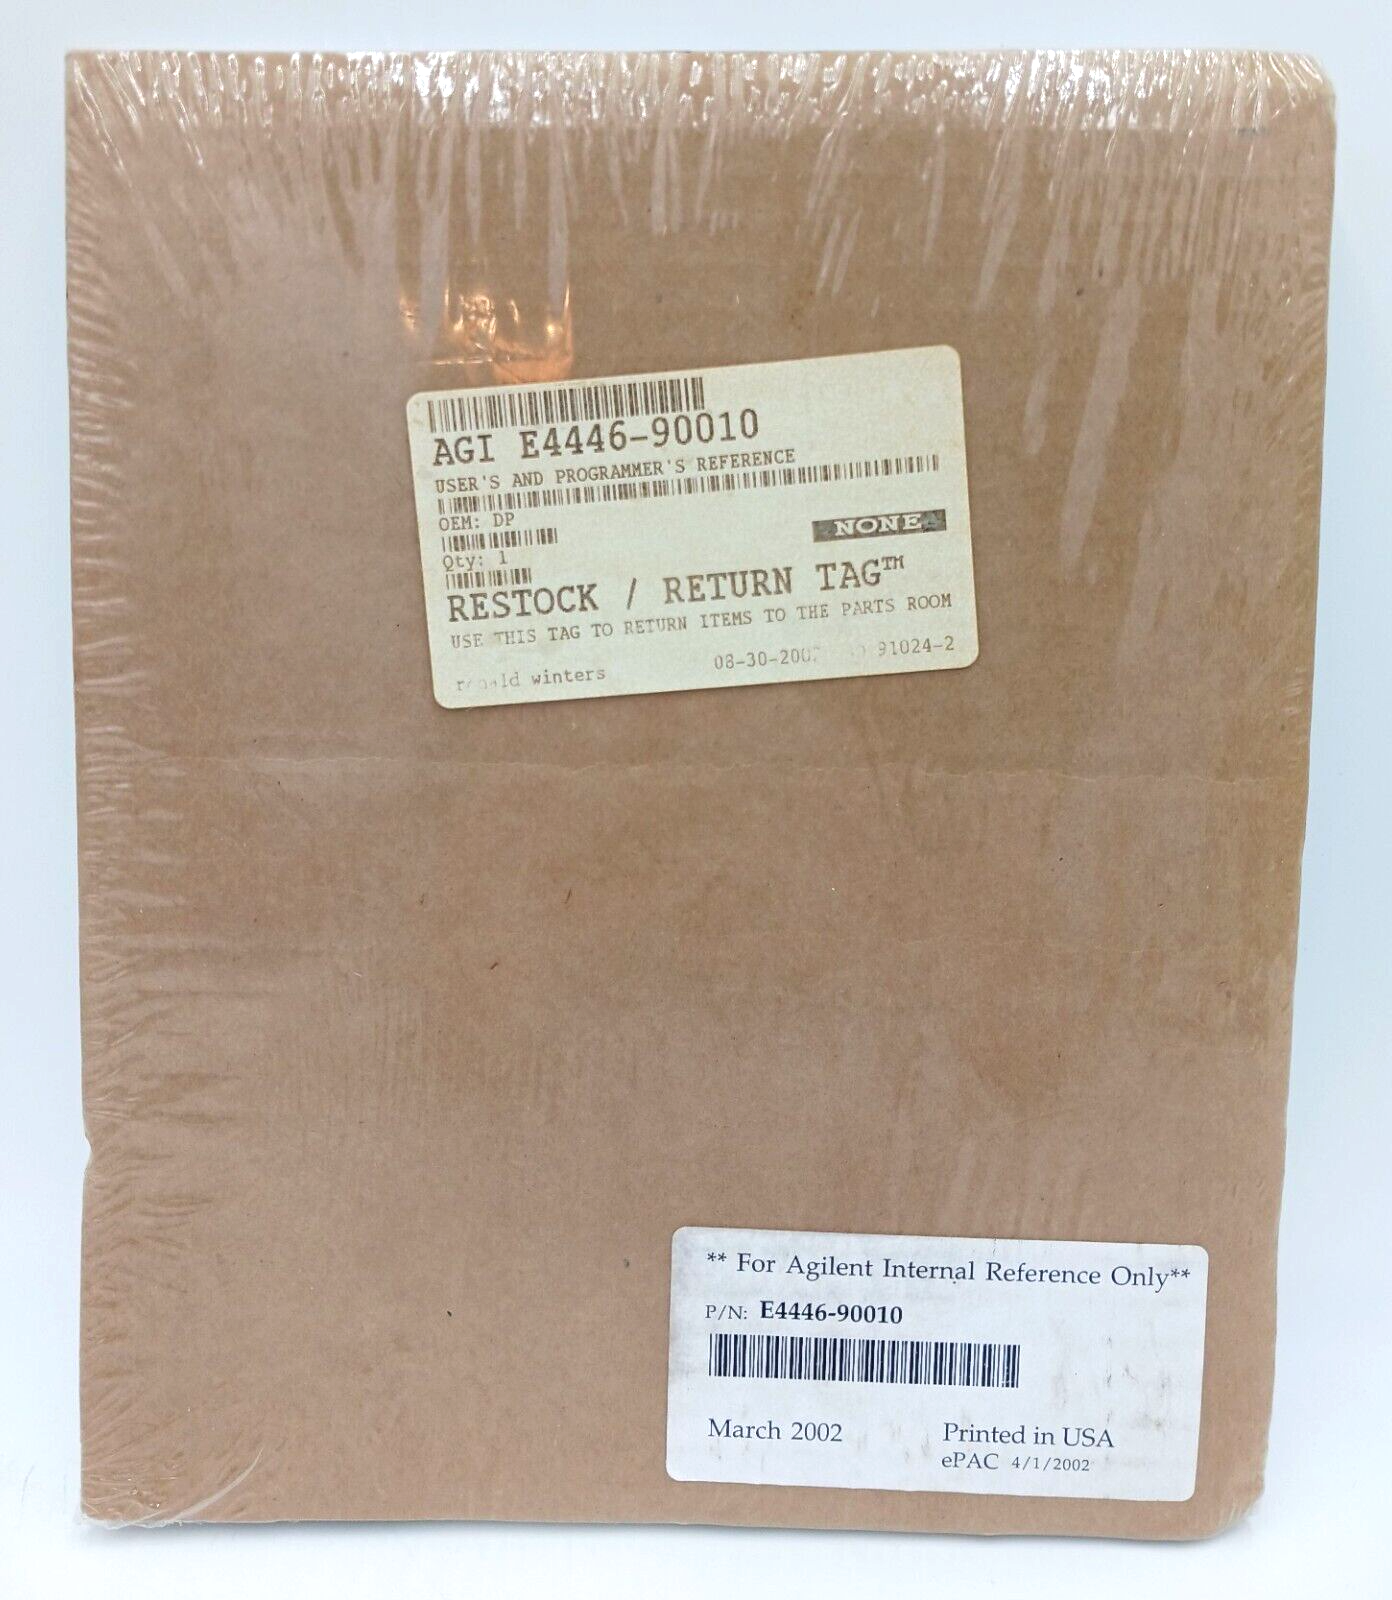 AGI E4446-90010
USER'S AND PROGRAMMER'S REFERENCE
OEM: DP
NONE
Qty: 1
RESTOCK / RETURN TAG™
USE THIS TAG TO RETURN ITEMS TO THE PARTS ROOM
winters 91024-2
** For Agilent Internal Reference Only**
P/N: E4446-90010
March 2002 Printed in USA
ePAC 4/1/2002